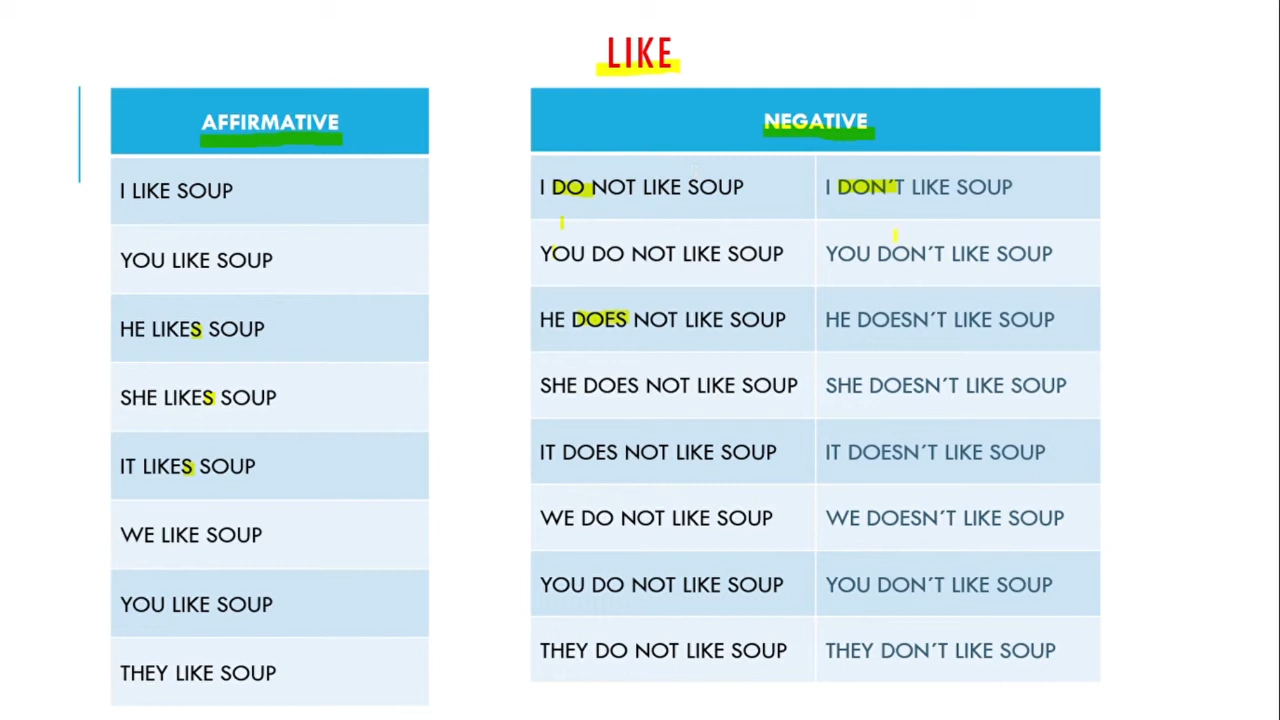 LIKE
AFFIRMATIVE
I LIKE SOUP
YOU LIKE SOUP
HE LIKES SOUP
SHE LIKES SOUP
IT LIKES SOUP
WE LIKE SOUP
YOU LIKE SOUP
THEY LIKE SOUP
NEGATIVE
I DO NOT LIKE SOUP
I DON´T LIKE SOUP
YOU DO NOT LIKE SOUP
YOU DON´T LIKE SOUP
HE DOES NOT LIKE SOUP
HE DOESN´T LIKE SOUP
SHE DOES NOT LIKE SOUP
SHE DOESN´T LIKE SOUP
IT DOES NOT LIKE SOUP
IT DOESN´T LIKE SOUP
WE DO NOT LIKE SOUP
WE DOESN´T LIKE SOUP
YOU DO NOT LIKE SOUP
YOU DON´T LIKE SOUP
THEY DO NOT LIKE SOUP
THEY DON´T LIKE SOUP